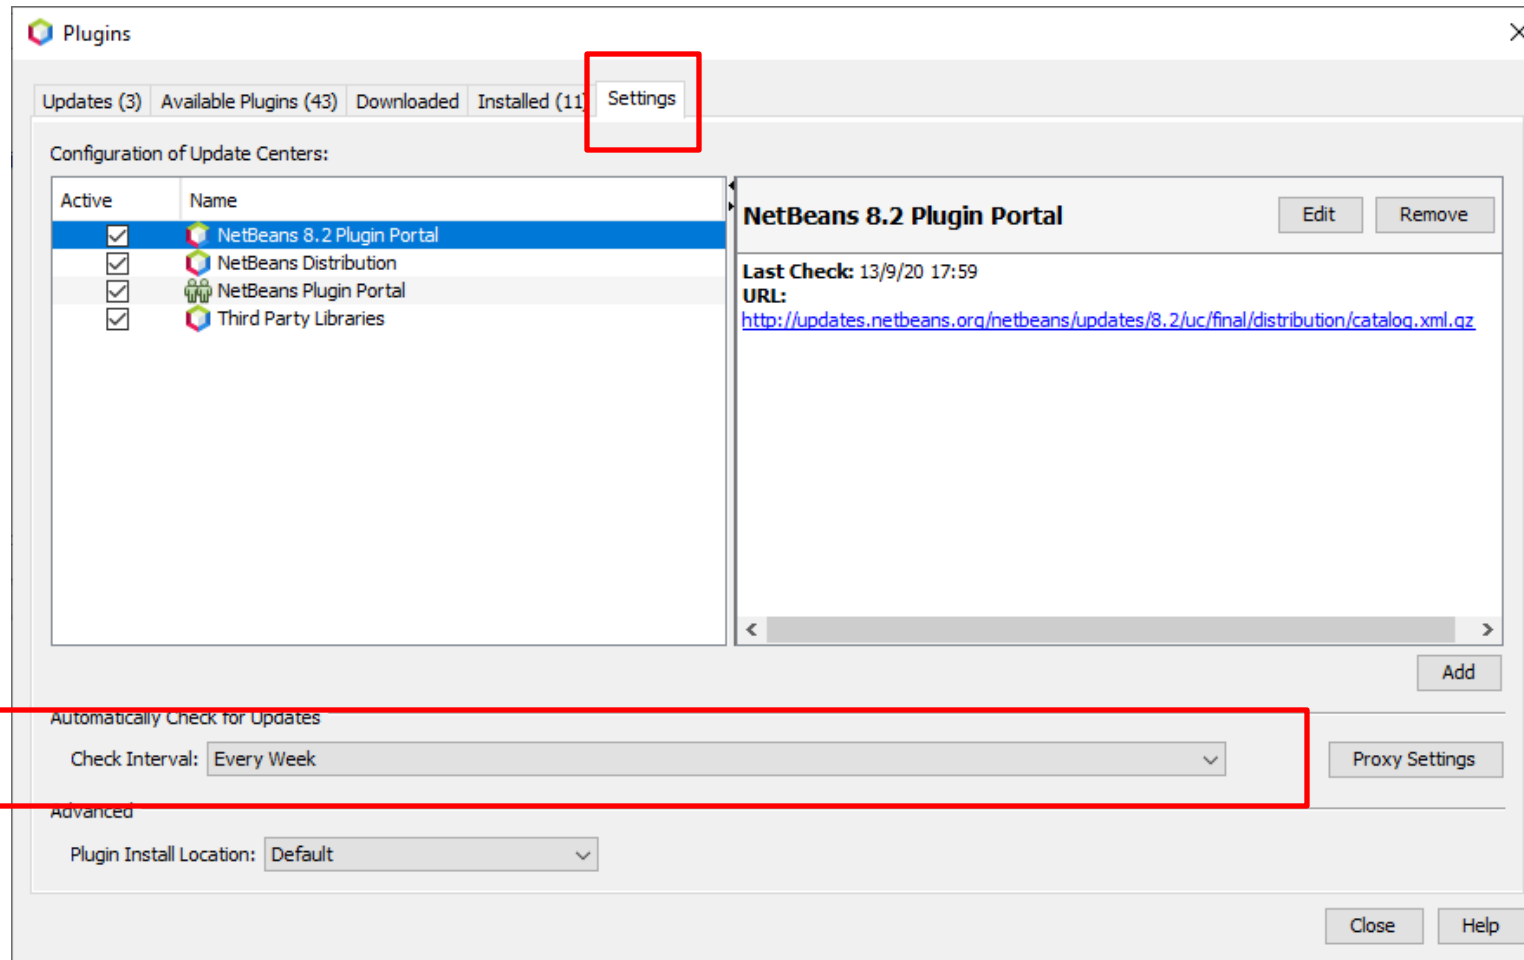 Plugins
Updates (3) Available Plugins (43) Downloaded Installed (11) Settings
Configuration of Update Centers:
Active Name
NetBeans 8.2 Plugin Portal
NetBeans Distribution
NetBeans Plugin Portal
Third Party Libraries
NetBeans 8.2 Plugin Portal Edit Remove
Last Check: 13/9/20 17:59
URL:
http://updates.netbeans.org/netbeans/updates/8.2/uc/final/distribution/catalog.xml.gz
Add
Automatically Check for Updates
Check Interval: Every Week Proxy Settings
Advanced
Plugin Install Location: Default
Close Help